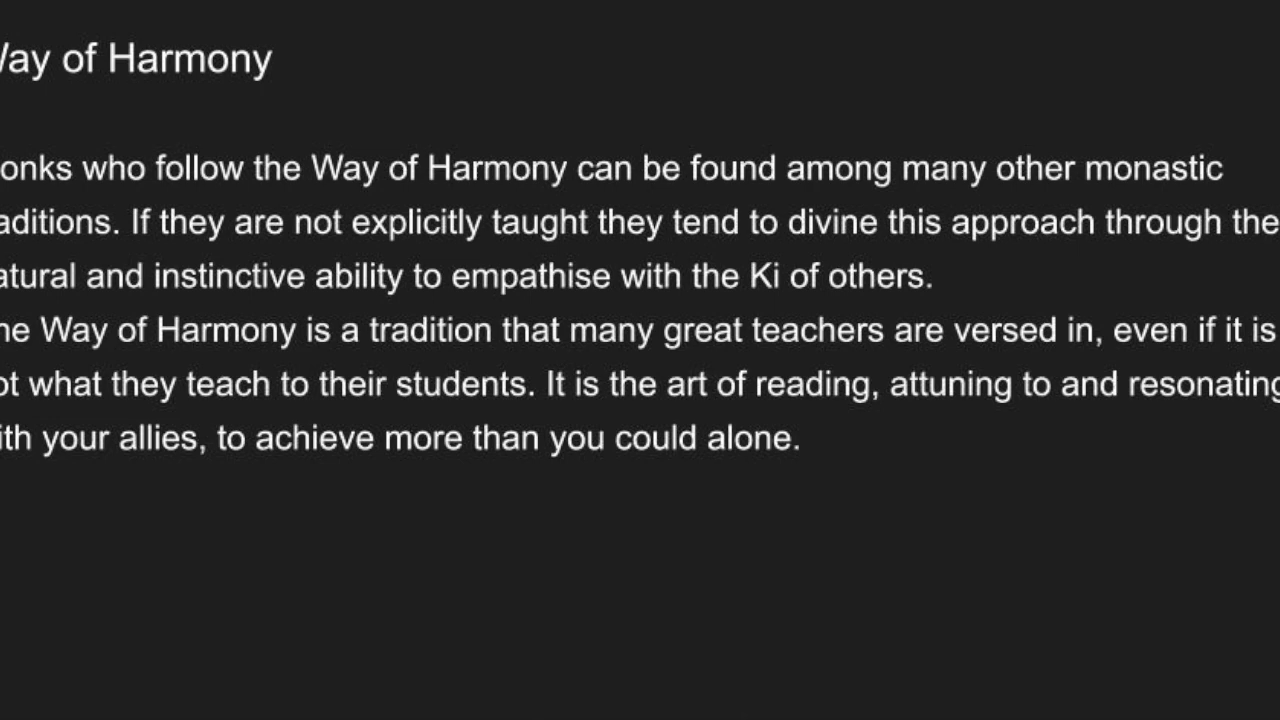 Way of Harmony
onks who follow the Way of Harmony can be found among many other monastic
aditions. If they are not explicitly taught they tend to divine this approach through the
atural and instinctive ability to empathise with the Ki of others.
he Way of Harmony is a tradition that many great teachers are versed in, even if it is
ot what they teach to their students. It is the art of reading, attuning to and resonating
ith your allies, to achieve more than you could alone.